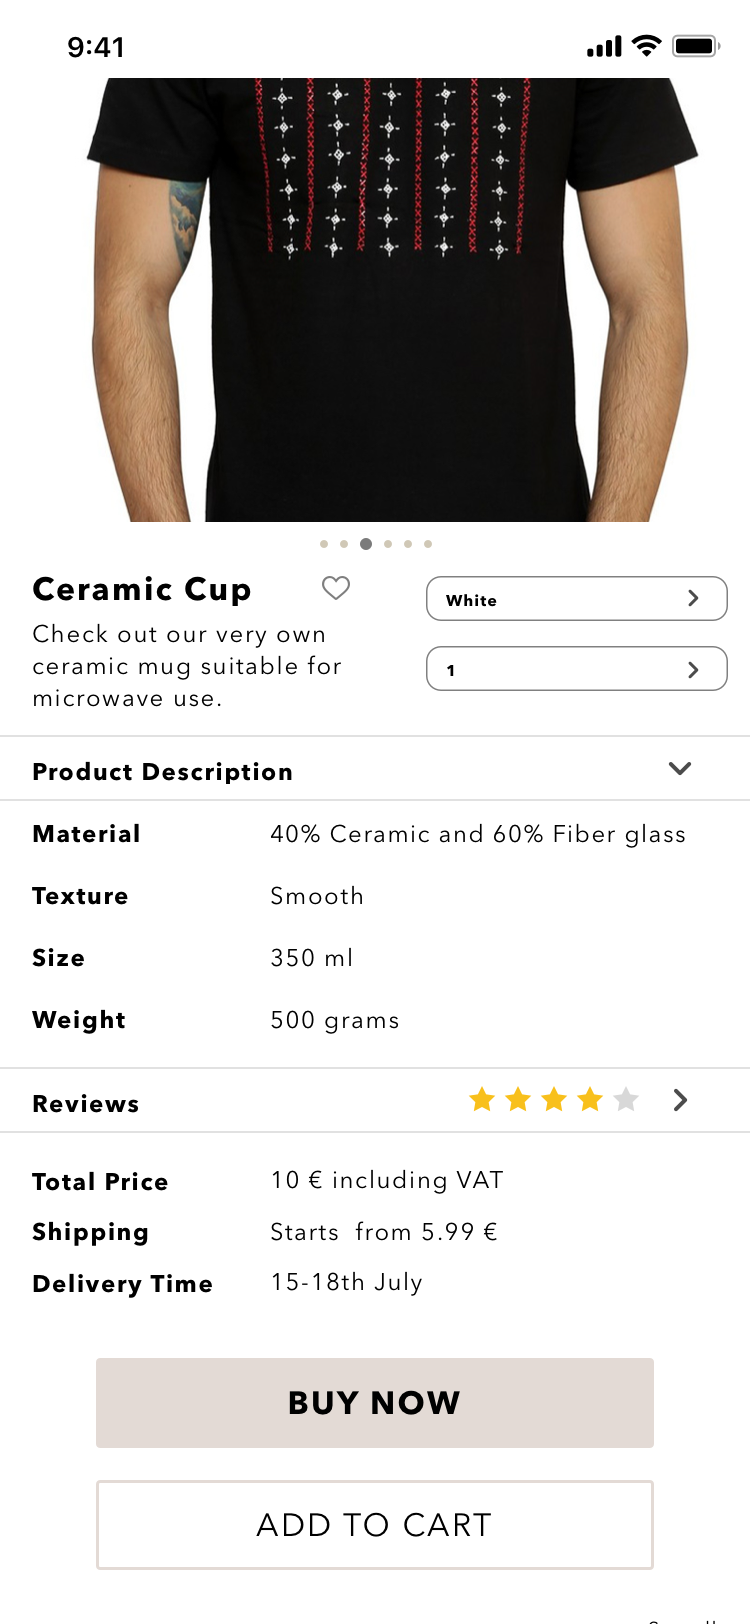 9:41
Ceramic Cup
White
Check out our very own
ceramic mug suitable for
microwave use.
1
Product Description
Material 40% Ceramic and 60% Fiber glass
Texture Smooth
Size 350 ml
Weight 500 grams
Reviews
Total Price 10 € including VAT
Shipping Starts from 5.99 €
Delivery Time 15-18th July
BUY NOW
ADD TO CART